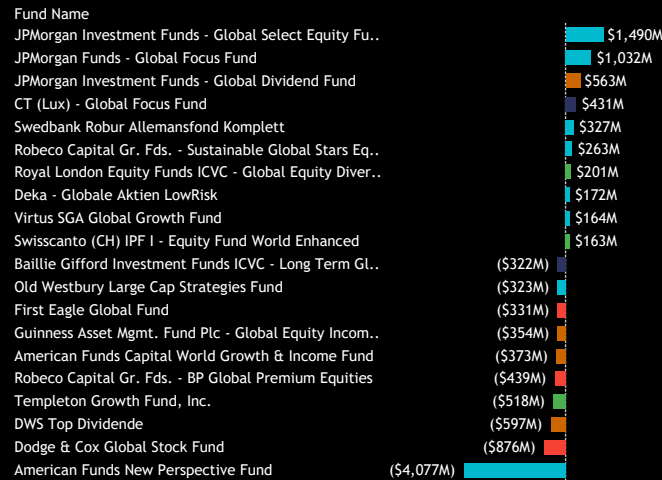 Fund Name
JPMorgan Investment Funds - Global Select Equity Fu.. $1,490M
JPMorgan Funds - Global Focus Fund $1,032M
JPMorgan Investment Funds - Global Dividend Fund $563M
CT (Lux) - Global Focus Fund $431M
Swedbank Robur Allemansfond Komplett $327M
Robeco Capital Gr. Fds. - Sustainable Global Stars Eq.. $263M
Royal London Equity Funds ICVC - Global Equity Diver.. $201M
Deka - Globale Aktien LowRisk $172M
Virtus SGA Global Growth Fund $164M
Swisscanto (CH) IPF I - Equity Fund World Enhanced $163M
Baillie Gifford Investment Funds ICVC - Long Term Gl.. ($322M)
Old Westbury Large Cap Strategies Fund ($323M)
First Eagle Global Fund ($331M)
Guinness Asset Mgmt. Fund Plc - Global Equity Incom.. ($354M)
American Funds Capital World Growth & Income Fund ($373M)
Robeco Capital Gr. Fds. - BP Global Premium Equities ($439M)
Templeton Growth Fund, Inc. ($518M)
DWS Top Dividende ($597M)
Dodge & Cox Global Stock Fund ($876M)
American Funds New Perspective Fund ($4,077M)